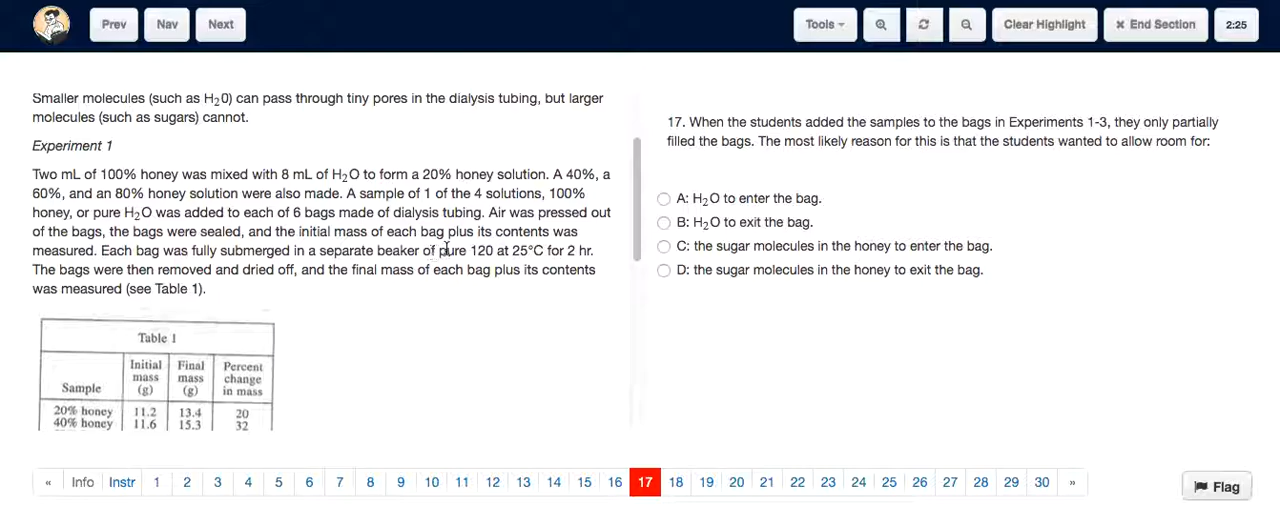 Prev Nav Next Tools Clear Highlight × End Section 2:25
Smaller molecules (such as H₂0) can pass through tiny pores in the dialysis tubing, but larger
molecules (such as sugars) cannot.
Experiment 1
Two mL of 100% honey was mixed with 8 mL of H₂O to form a 20% honey solution. A 40%, a
60%, and an 80% honey solution were also made. A sample of 1 of the 4 solutions, 100%
honey, or pure H₂O was added to each of 6 bags made of dialysis tubing. Air was pressed out
of the bags, the bags were sealed, and the initial mass of each bag plus its contents was
measured. Each bag was fully submerged in a separate beaker of pure 120 at 25°C for 2 hr.
The bags were then removed and dried off, and the final mass of each bag plus its contents
was measured (see Table 1).
Table 1
Sample Initial mass (g) Final mass (g) Percent change in mass
20% honey 11.2 13.4 20
40% honey 11.6 15.3 32
17. When the students added the samples to the bags in Experiments 1-3, they only partially
filled the bags. The most likely reason for this is that the students wanted to allow room for:
A: H₂O to enter the bag.
B: H₂O to exit the bag.
C: the sugar molecules in the honey to enter the bag.
D: the sugar molecules in the honey to exit the bag.
« Info Instr 1 2 3 4 5 6 7 8 9 10 11 12 13 14 15 16 17 18 19 20 21 22 23 24 25 26 27 28 29 30 »
Flag